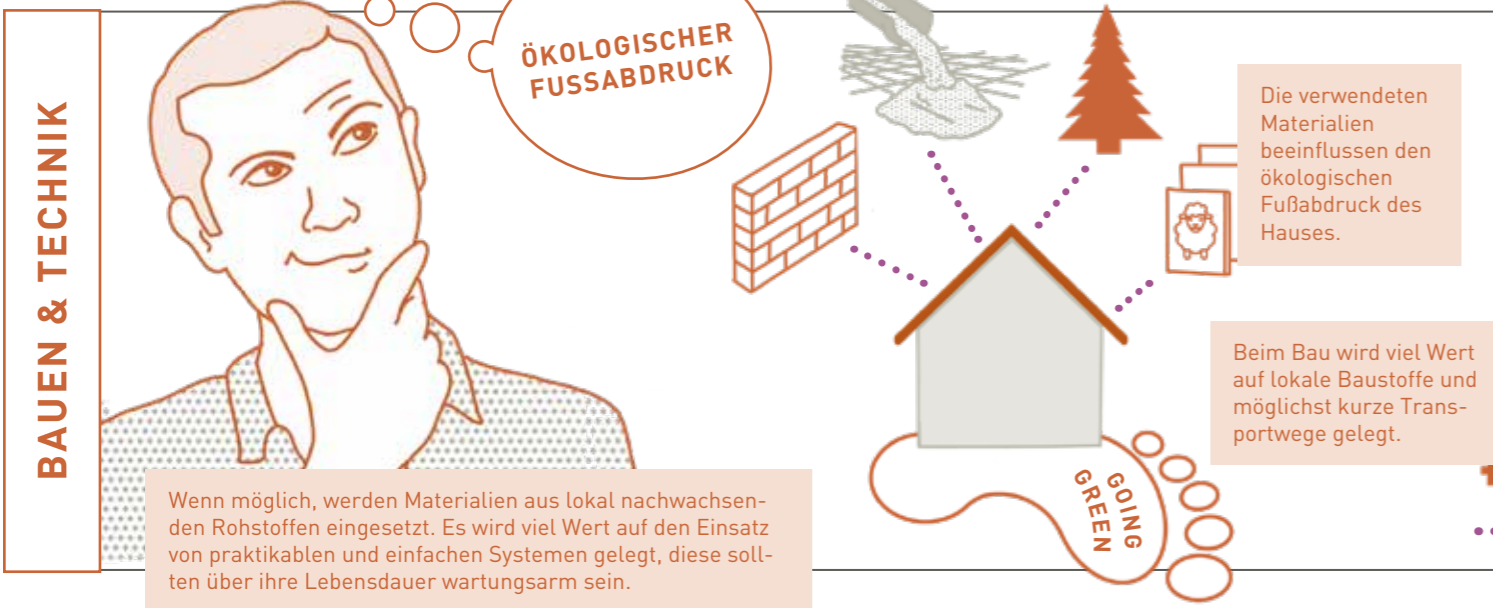 BAUEN & TECHNIK
ÖKOLOGISCHER
FUSSABDRUCK
Die verwendeten
Materialien
beeinflussen den
ökologischen
Fußabdruck des
Hauses.
Beim Bau wird viel Wert
auf lokale Baustoffe und
möglichst kurze Trans-
portwege gelegt.
GOING
GREEN
Wenn möglich, werden Materialien aus lokal nachwachsen-
den Rohstoffen eingesetzt. Es wird viel Wert auf den Einsatz
von praktikablen und einfachen Systemen gelegt, diese soll-
ten über ihre Lebensdauer wartungsarm sein.